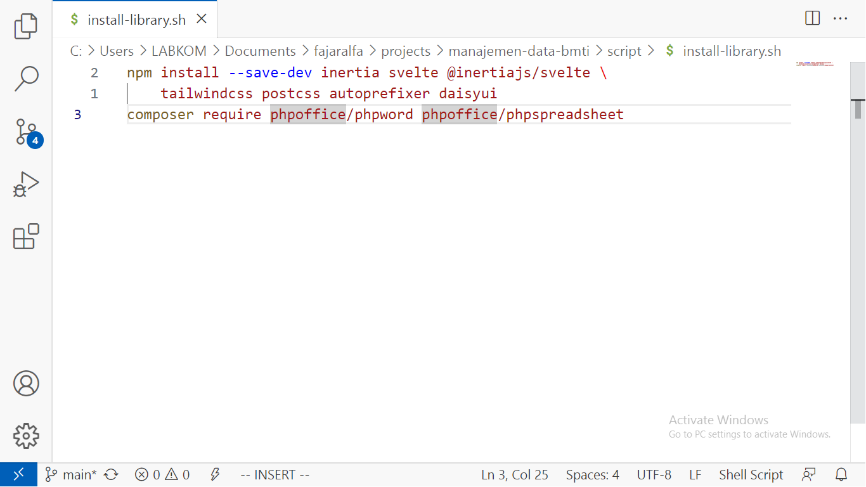 $ install-library.sh
C: > Users > LABKOM > Documents > fajaralfa > projects > manajemen-data-bmti > script > $ install-library.sh
2 npm install --save-dev inertia svelte @inertiajs/svelte \
1 tailwindcss postcss autoprefixer daisyui
3 composer require phpoffice/phpword phpoffice/phpspreadsheet
4
Activate Windows
Go to PC settings to activate Windows.
main* 0 0 -- INSERT -- Ln 3, Col 25 Spaces: 4 UTF-8 LF Shell Script